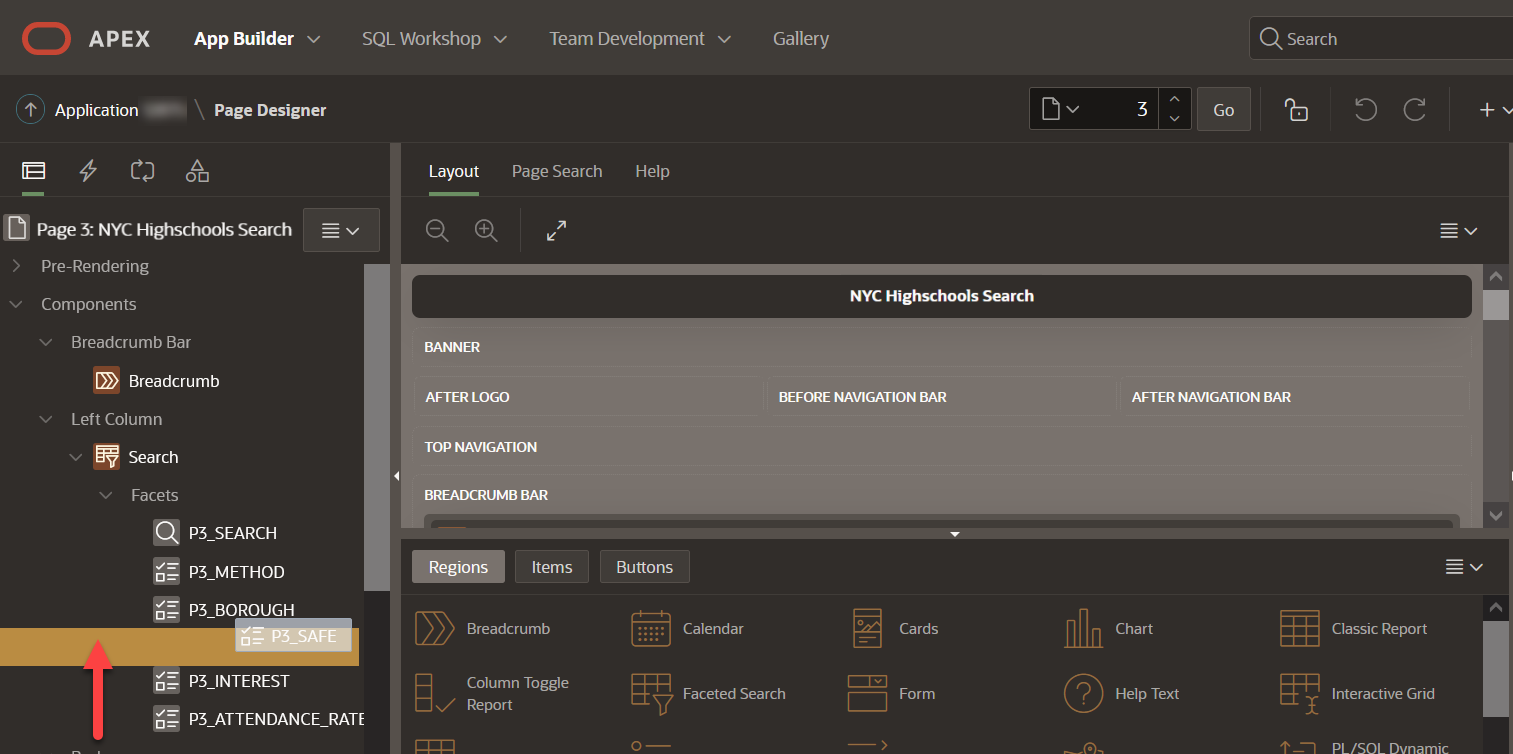 APEX App Builder SQL Workshop Team Development Gallery Search
Application \ Page Designer 3 Go
Layout Page Search Help
Page 3: NYC Highschools Search
Pre-Rendering
Components
Breadcrumb Bar
Breadcrumb
Left Column
Search
Facets
P3_SEARCH
P3_METHOD
P3_BOROUGH
P3_SAFE
P3_INTEREST
P3_ATTENDANCE_RATE
NYC Highschools Search
BANNER
AFTER LOGO BEFORE NAVIGATION BAR AFTER NAVIGATION BAR
TOP NAVIGATION
BREADCRUMB BAR
Regions Items Buttons
Breadcrumb Calendar Cards Chart Classic Report
Column Toggle
Report
Faceted Search Form Help Text Interactive Grid
PL/SQL Dynamic